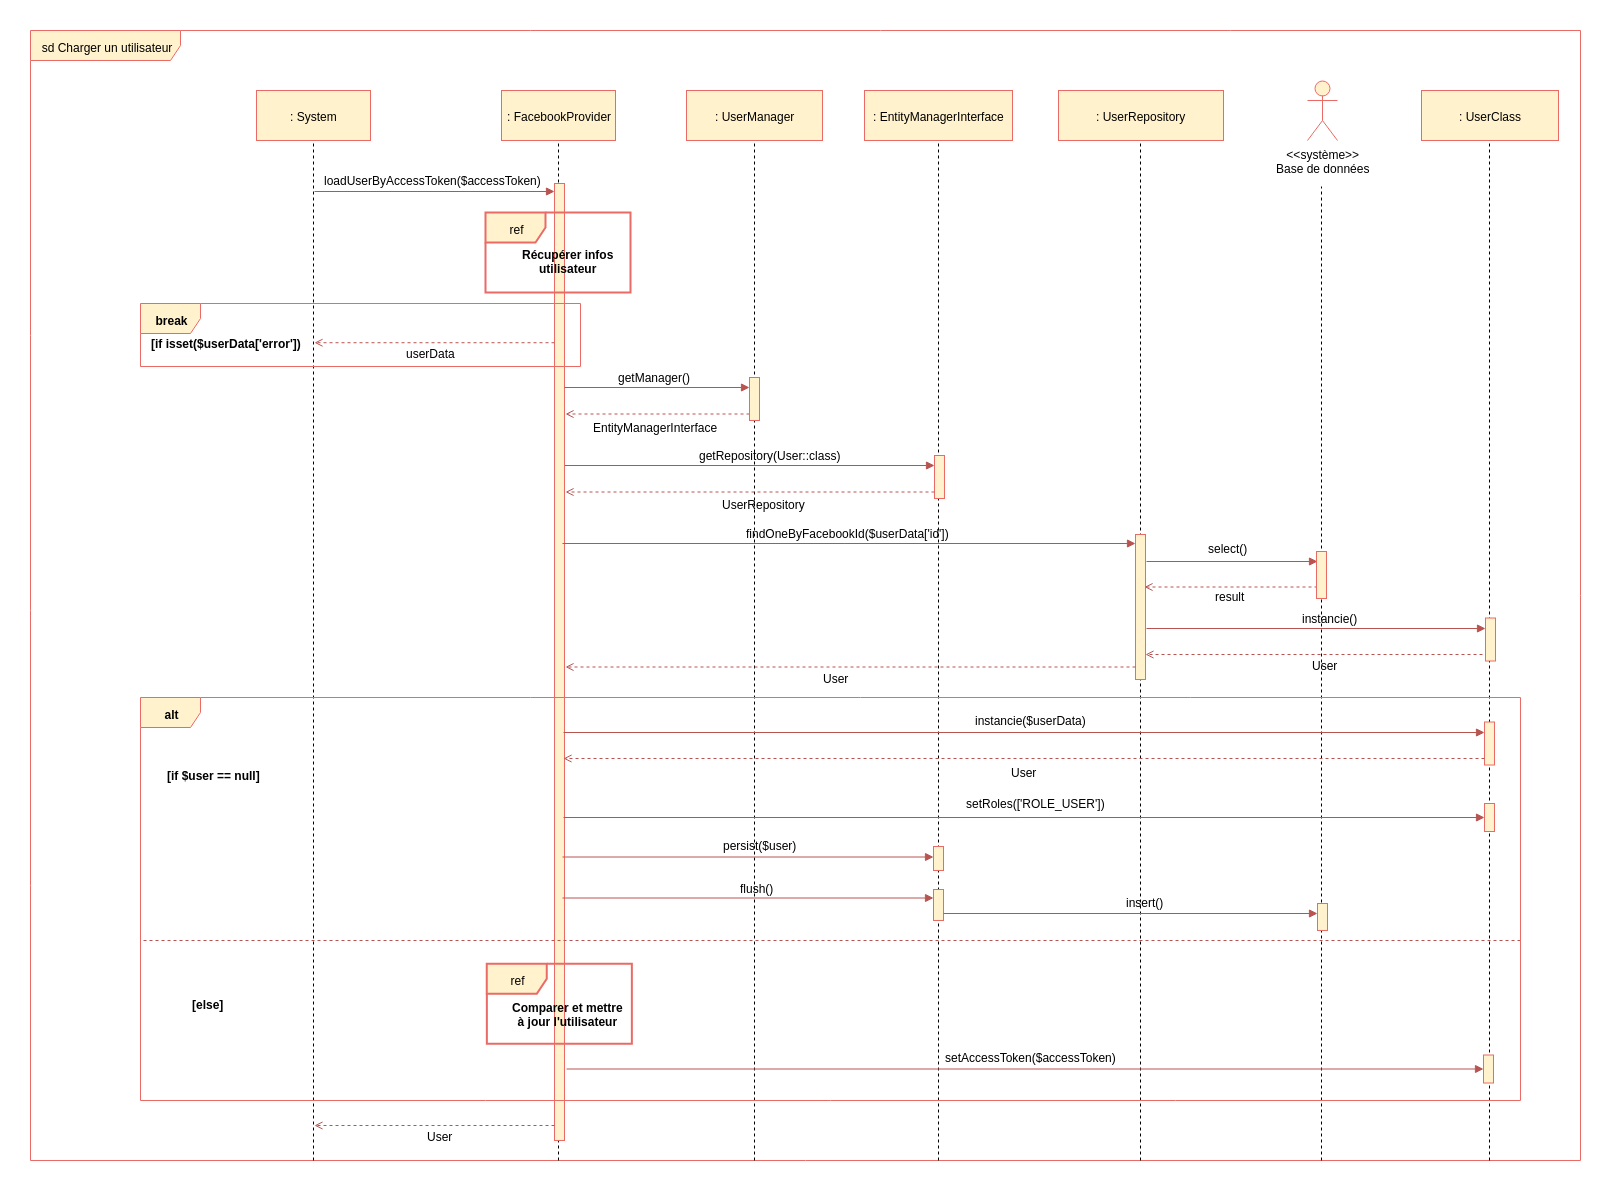 sd Charger un utilisateur
: System
: FacebookProvider
: UserManager
: EntityManagerInterface
: UserRepository
<<système>>
Base de données
: UserClass
loadUserByAccessToken($accessToken)
ref
Récupérer infos
utilisateur
break
[if isset($userData['error'])
userData
getManager()
EntityManagerInterface
getRepository(User::class)
UserRepository
findOneByFacebookId($userData['id'])
select()
result
instancie()
User
User
alt
instancie($userData)
[if $user == null]
User
setRoles(['ROLE_USER'])
persist($user)
flush()
insert()
ref
[else]
Comparer et mettre
à jour l'utilisateur
setAccessToken($accessToken)
User